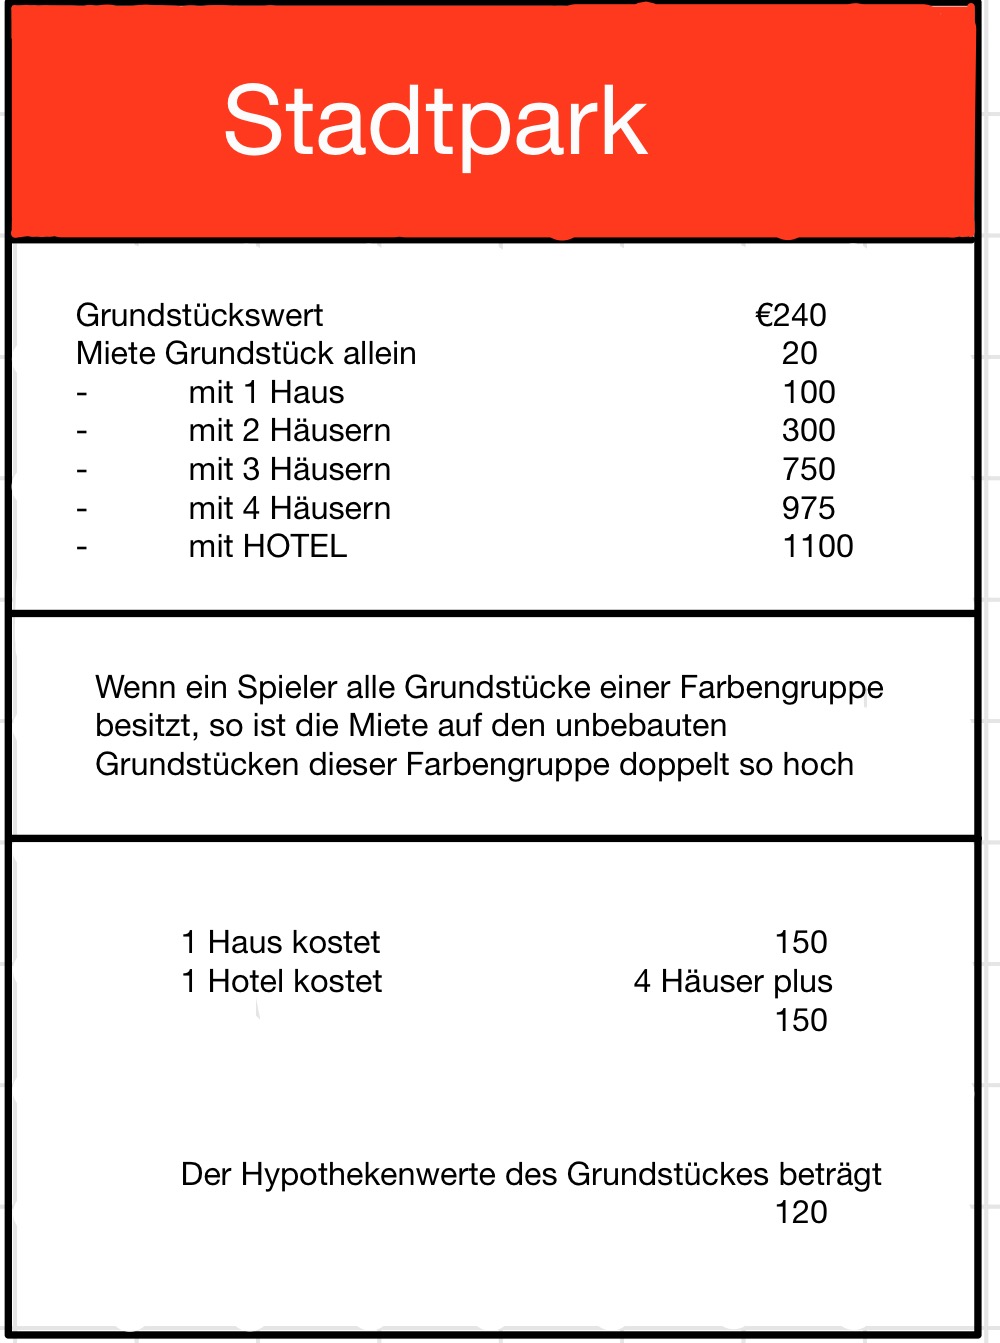 Stadtpark
Grundstückswert €240
Miete Grundstück allein 20
- mit 1 Haus 100
- mit 2 Häusern 300
- mit 3 Häusern 750
- mit 4 Häusern 975
- mit HOTEL 1100
Wenn ein Spieler alle Grundstücke einer Farbengruppe
besitzt, so ist die Miete auf den unbebauten
Grundstücken dieser Farbengruppe doppelt so hoch
1 Haus kostet 150
1 Hotel kostet 4 Häuser plus
150
Der Hypothekenwerte des Grundstückes beträgt
120